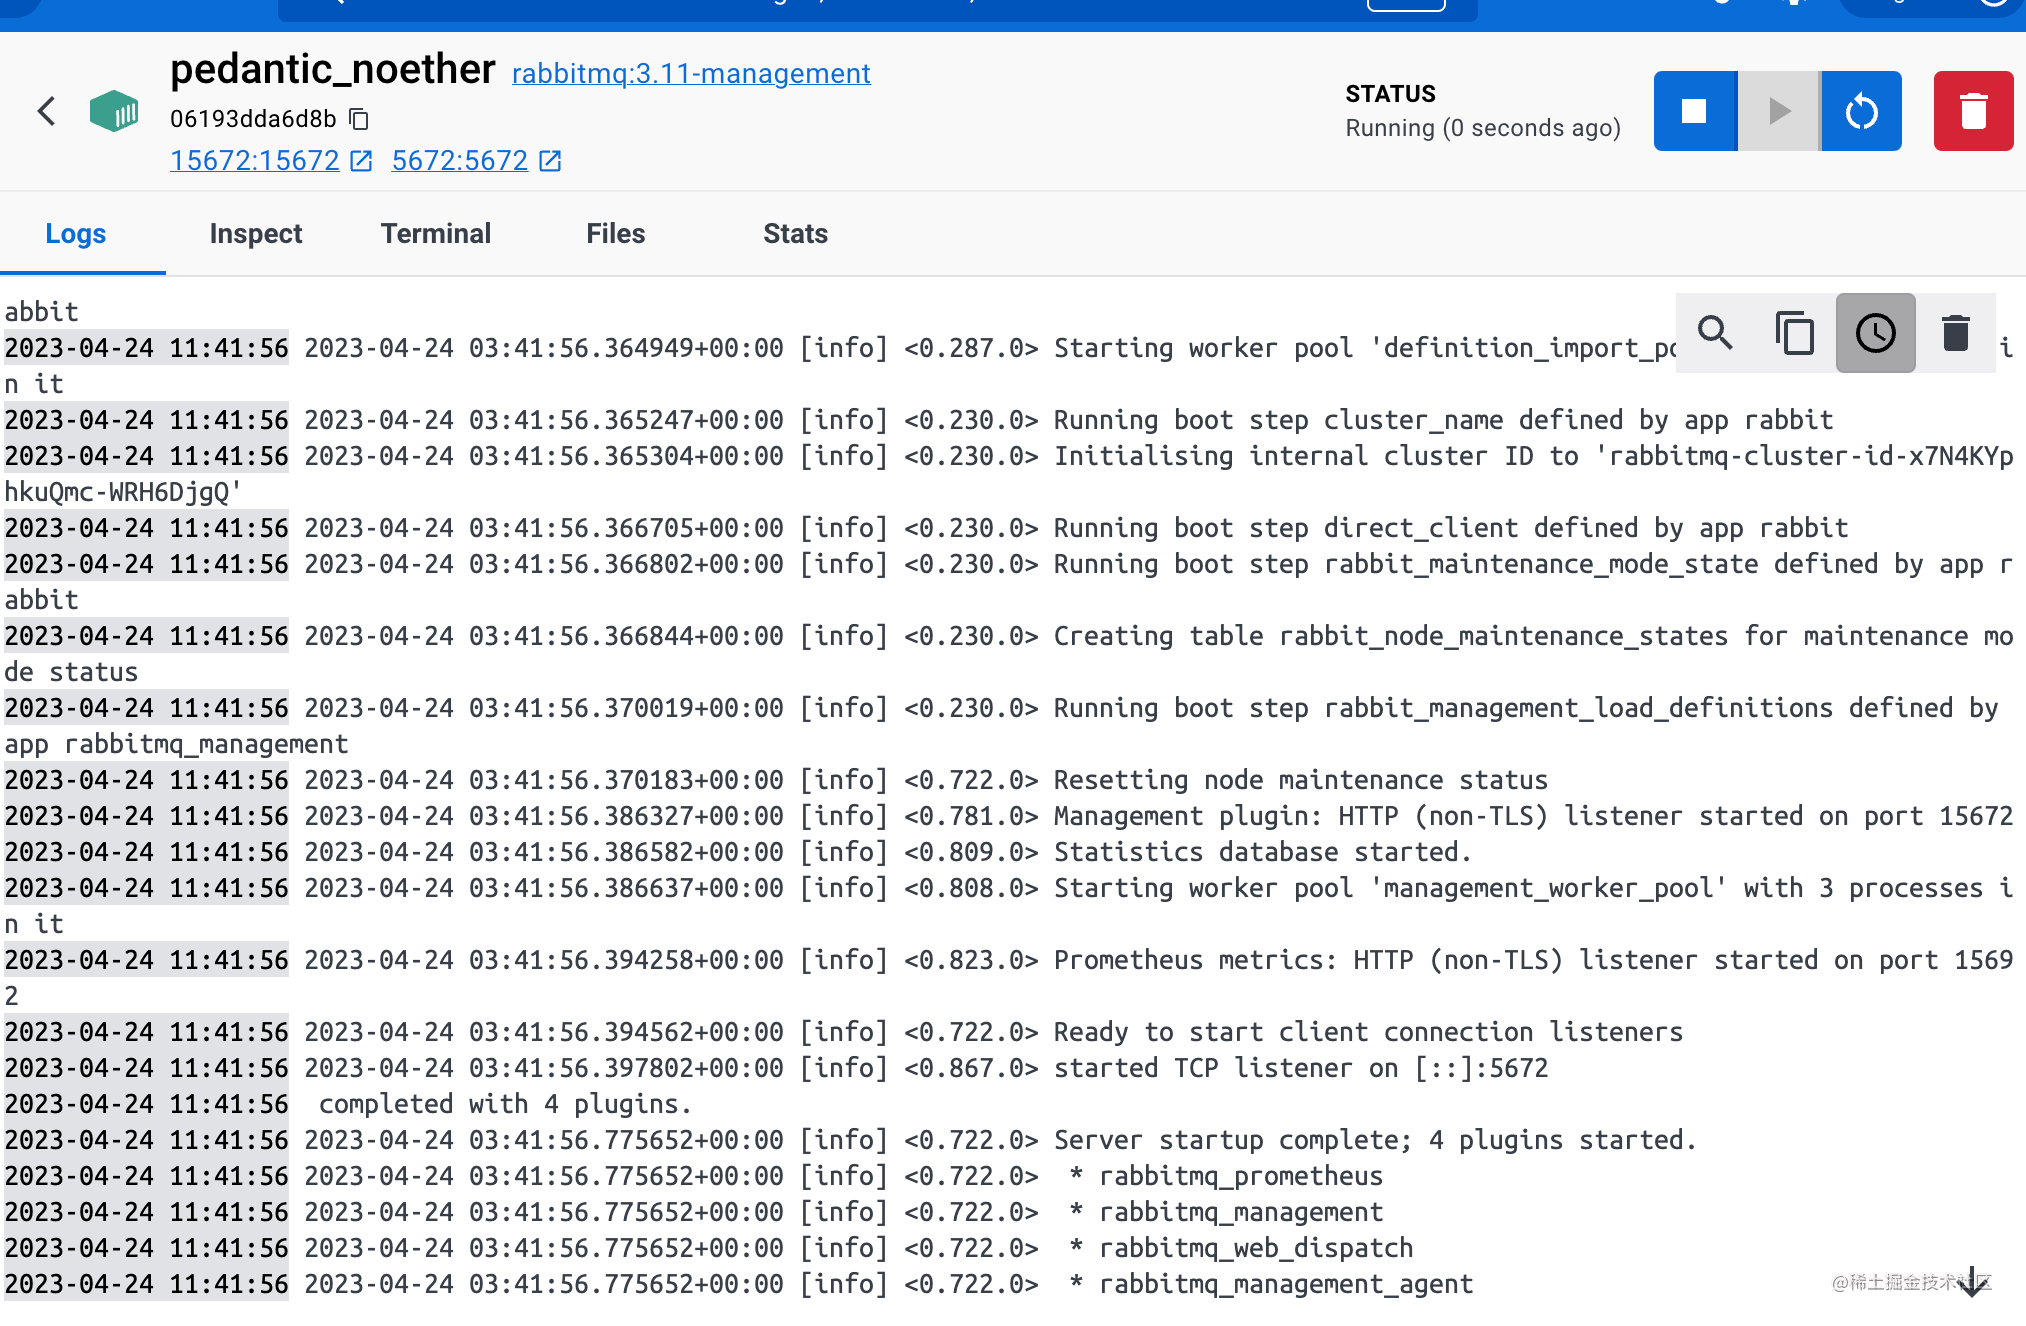 pedantic_noether rabbitmq:3.11-management
06193dda6d8b
15672:15672 5672:5672
STATUS
Running (0 seconds ago)
Logs Inspect Terminal Files Stats
abbit
2023-04-24 11:41:56 2023-04-24 03:41:56.364949+00:00 [info] <0.287.0> Starting worker pool 'definition_import_po i
n it
2023-04-24 11:41:56 2023-04-24 03:41:56.365247+00:00 [info] <0.230.0> Running boot step cluster_name defined by app rabbit
2023-04-24 11:41:56 2023-04-24 03:41:56.365304+00:00 [info] <0.230.0> Initialising internal cluster ID to 'rabbitmq-cluster-id-x7N4KYp
hkuQmc-WRH6DjgQ'
2023-04-24 11:41:56 2023-04-24 03:41:56.366705+00:00 [info] <0.230.0> Running boot step direct_client defined by app rabbit
2023-04-24 11:41:56 2023-04-24 03:41:56.366802+00:00 [info] <0.230.0> Running boot step rabbit_maintenance_mode_state defined by app r
abbit
2023-04-24 11:41:56 2023-04-24 03:41:56.366844+00:00 [info] <0.230.0> Creating table rabbit_node_maintenance_states for maintenance mo
de status
2023-04-24 11:41:56 2023-04-24 03:41:56.370019+00:00 [info] <0.230.0> Running boot step rabbit_management_load_definitions defined by
app rabbitmq_management
2023-04-24 11:41:56 2023-04-24 03:41:56.370183+00:00 [info] <0.722.0> Resetting node maintenance status
2023-04-24 11:41:56 2023-04-24 03:41:56.386327+00:00 [info] <0.781.0> Management plugin: HTTP (non-TLS) listener started on port 15672
2023-04-24 11:41:56 2023-04-24 03:41:56.386582+00:00 [info] <0.809.0> Statistics database started.
2023-04-24 11:41:56 2023-04-24 03:41:56.386637+00:00 [info] <0.808.0> Starting worker pool 'management_worker_pool' with 3 processes i
n it
2023-04-24 11:41:56 2023-04-24 03:41:56.394258+00:00 [info] <0.823.0> Prometheus metrics: HTTP (non-TLS) listener started on port 1569
2
2023-04-24 11:41:56 2023-04-24 03:41:56.394562+00:00 [info] <0.722.0> Ready to start client connection listeners
2023-04-24 11:41:56 2023-04-24 03:41:56.397802+00:00 [info] <0.867.0> started TCP listener on [::]:5672
2023-04-24 11:41:56 completed with 4 plugins.
2023-04-24 11:41:56 2023-04-24 03:41:56.775652+00:00 [info] <0.722.0> Server startup complete; 4 plugins started.
2023-04-24 11:41:56 2023-04-24 03:41:56.775652+00:00 [info] <0.722.0> * rabbitmq_prometheus
2023-04-24 11:41:56 2023-04-24 03:41:56.775652+00:00 [info] <0.722.0> * rabbitmq_management
2023-04-24 11:41:56 2023-04-24 03:41:56.775652+00:00 [info] <0.722.0> * rabbitmq_web_dispatch
2023-04-24 11:41:56 2023-04-24 03:41:56.775652+00:00 [info] <0.722.0> * rabbitmq_management_agent
@稀土掘金技术社区